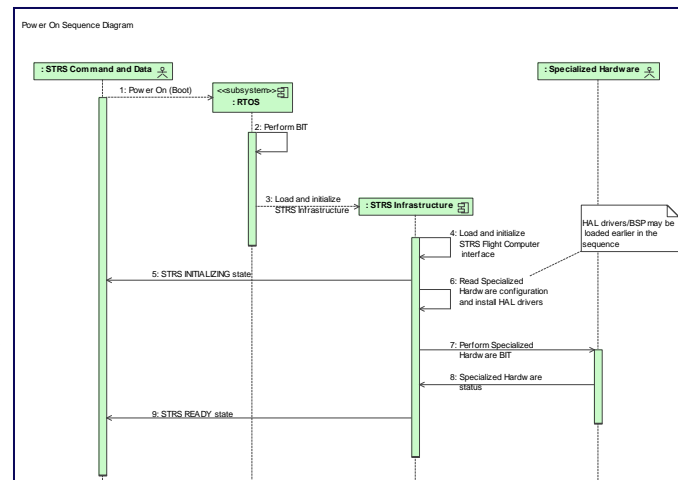 Power On Sequence Diagram
: STRS Command and Data
: Specialized Hardware
1: Power On (Boot)
<<subsystem>>
: RTOS
2: Perform BIT
3: Load and initialize
STRS Infrastructure
: STRS Infrastructure
HAL drivers/BSP may be
loaded earlier in the
sequence
4: Load and initialize
STRS Flight Computer
interface
5: STRS INITIALIZING state
6: Read Specialized
Hardware configuration
and install HAL drivers
7: Perform Specialized
Hardware BIT
8: Specialized Hardware
status
9: STRS READY state